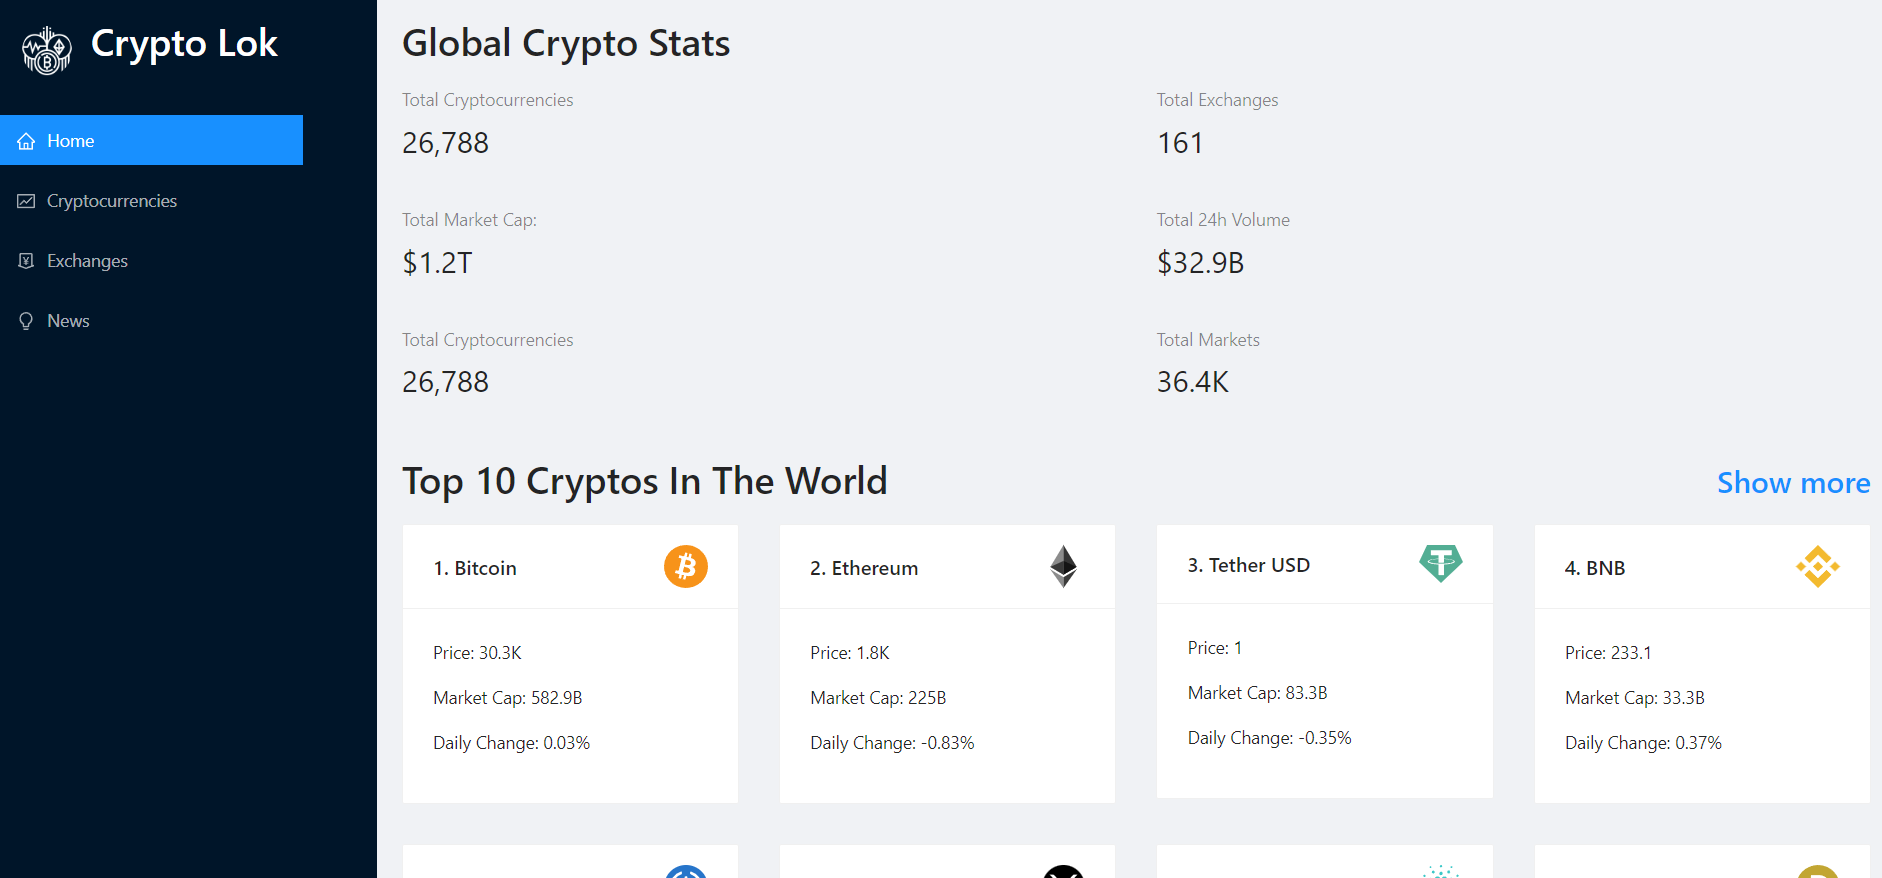 Crypto Lok
Home
Cryptocurrencies
Exchanges
News
Global Crypto Stats
Total Cryptocurrencies
26,788
Total Exchanges
161
Total Market Cap:
$1.2T
Total 24h Volume
$32.9B
Total Cryptocurrencies
26,788
Total Markets
36.4K
Top 10 Cryptos In The World
Show more
1. Bitcoin
Price: 30.3K
Market Cap: 582.9B
Daily Change: 0.03%
2. Ethereum
Price: 1.8K
Market Cap: 225B
Daily Change: -0.83%
3. Tether USD
Price: 1
Market Cap: 83.3B
Daily Change: -0.35%
4. BNB
Price: 233.1
Market Cap: 33.3B
Daily Change: 0.37%